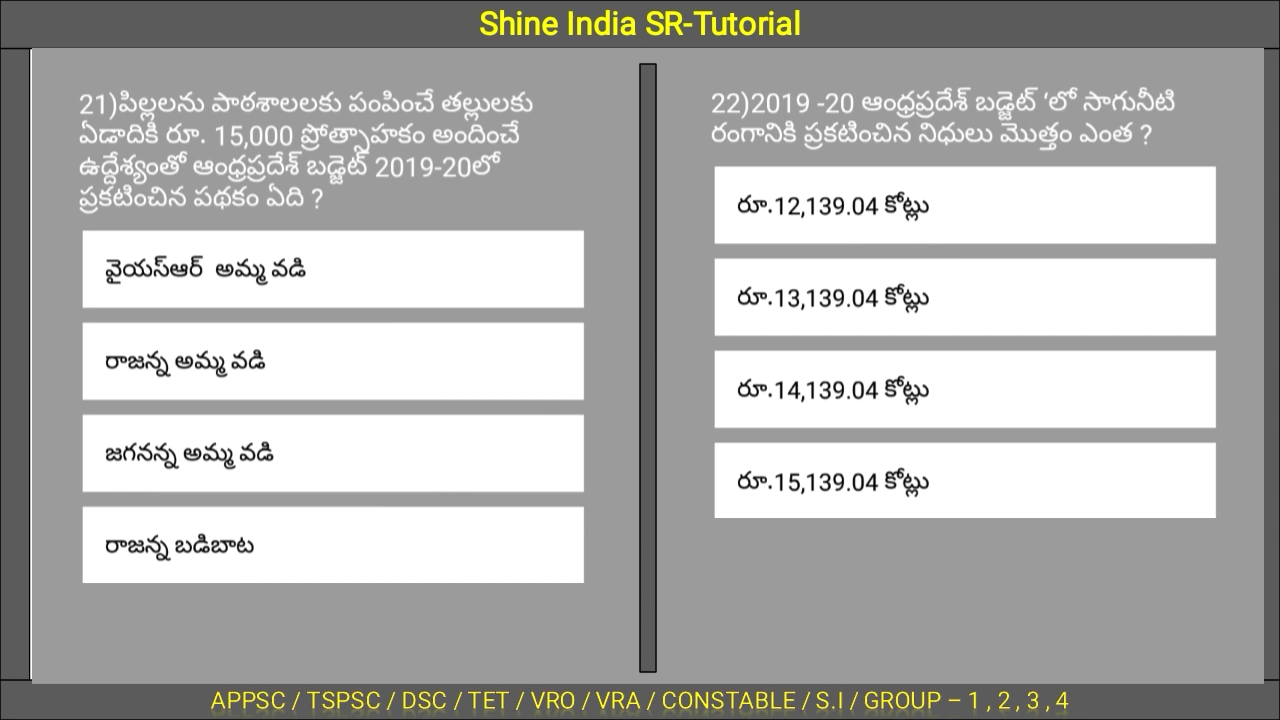 Shine India SR-Tutorial
21)పిల్లలను పాఠశాలలకు పంపించే తల్లులకు
ఏడాదికి రూ. 15,000 ప్రోత్సాహకం అందించే
ఉద్దేశ్యంతో ఆంధ్రప్రదేశ్ బడ్జెట్ 2019-20లో
ప్రకటించిన పథకం ఏది ?
వైయస్ఆర్ అమ్మ వడి
రాజన్న అమ్మ వడి
జగనన్న అమ్మ వడి
రాజన్న బడిబాట
22)2019 -20 ఆంధ్రప్రదేశ్ బడ్జెట్ ‘లో సాగునీటి
రంగానికి ప్రకటించిన నిధులు మొత్తం ఎంత ?
రూ.12,139.04 కోట్లు
రూ.13,139.04 కోట్లు
రూ.14,139.04 కోట్లు
రూ.15,139.04 కోట్లు
APPSC / TSPSC / DSC / TET / VRO / VRA / CONSTABLE / S.I / GROUP – 1 , 2 , 3 , 4